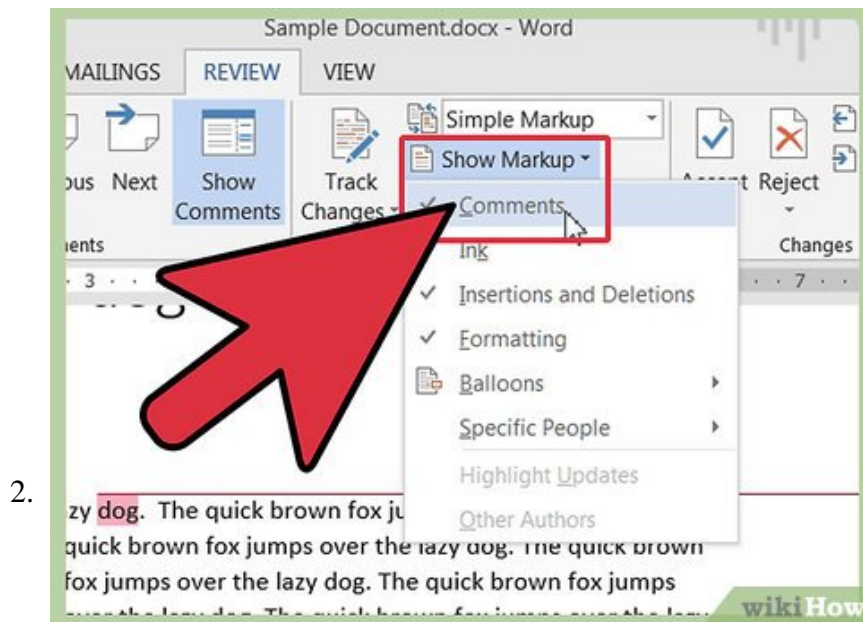 Sample Document.docx - Word
MAILINGS REVIEW VIEW
Simple Markup
Show Markup
Next Show Comments Track Changes Reject
Comments
Changes
Ink
3 7
Insertions and Deletions
Formatting
Balloons
Specific People
Highlight Updates
Other Authors
2.
zy dog. The quick brown fox ju
quick brown fox jumps over the lazy dog. The quick brown
fox jumps over the lazy dog. The quick brown fox jumps
wikiHow